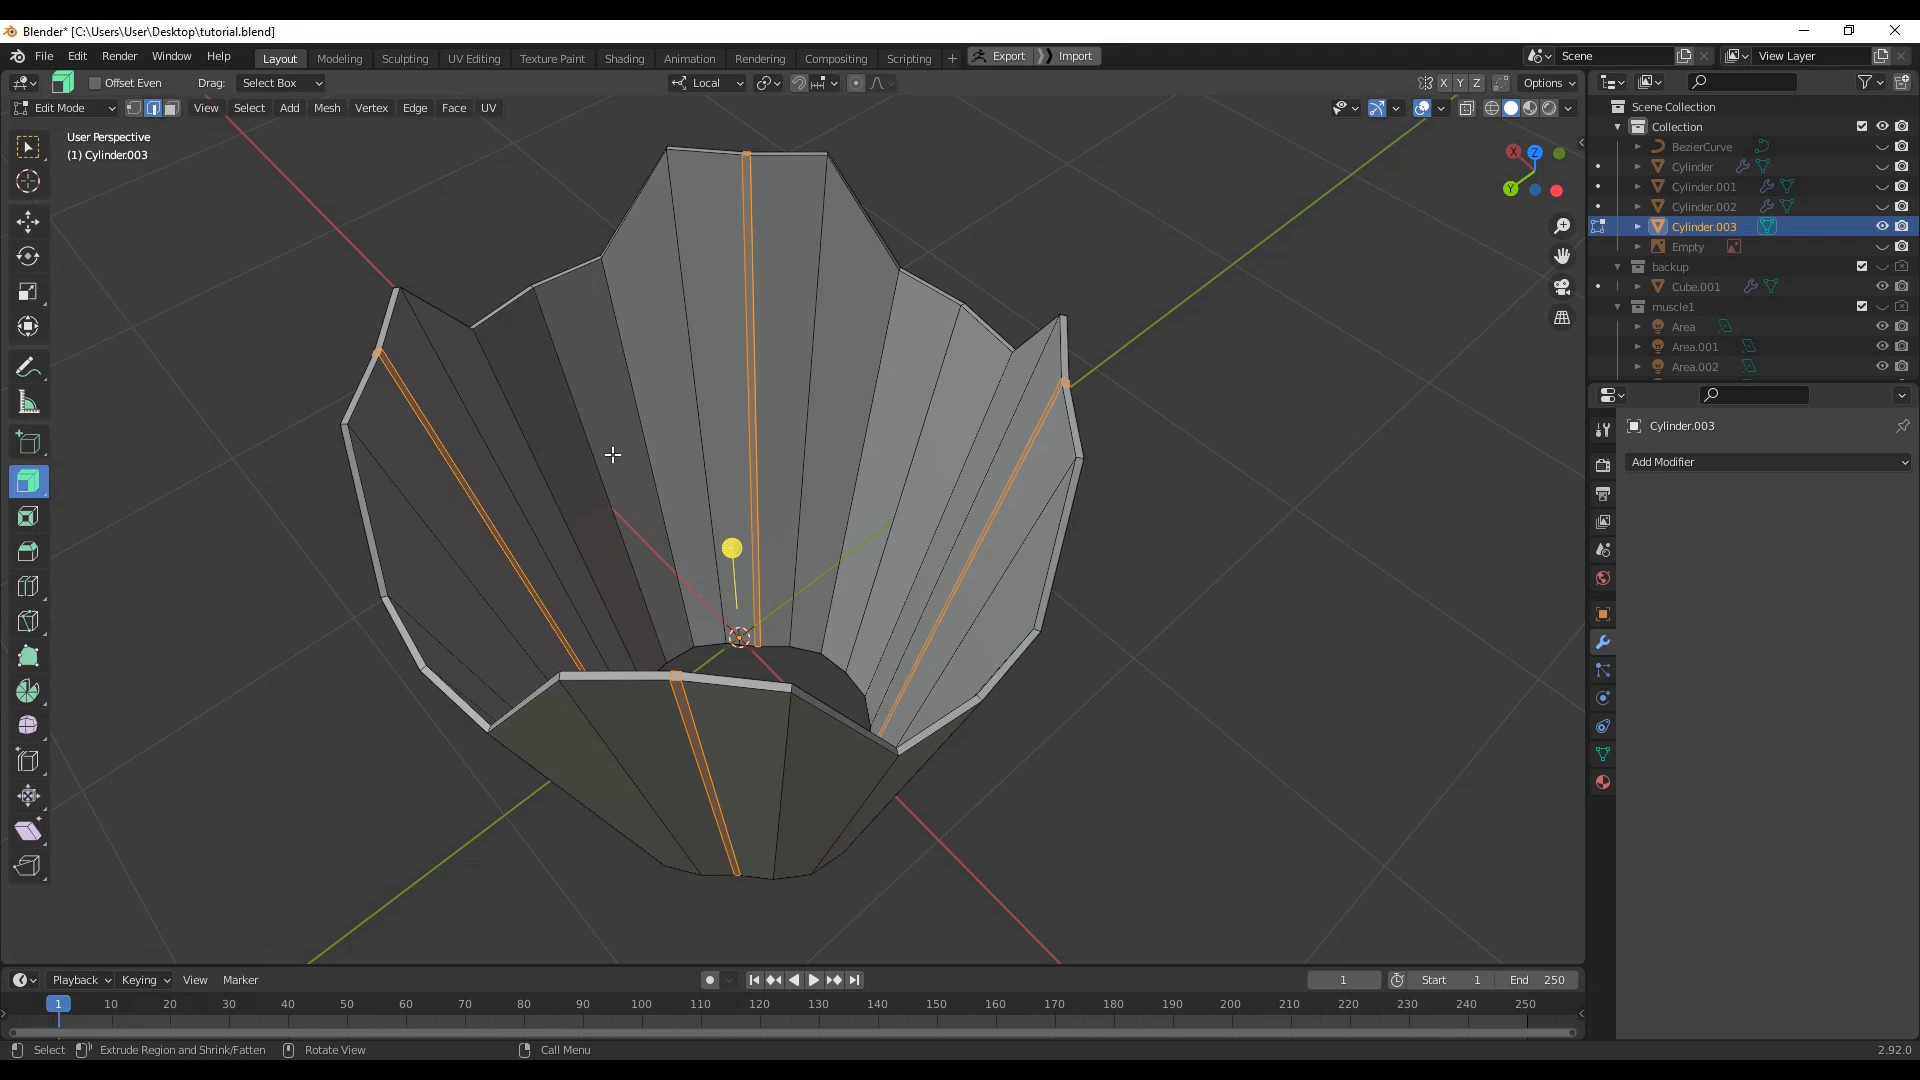 Blender* [C:\Users\User\Desktop\tutorial.blend]
File Edit Render Window Help Layout Modeling Sculpting UV Editing Texture Paint Shading Animation Rendering Compositing Scripting + Export Import Scene View Layer
Offset Even Drag: Select Box Local X Y Z Options
Edit Mode View Select Add Mesh Vertex Edge Face UV
User Perspective
(1) Cylinder.003
Z
X
Y
Scene Collection
Collection
BezierCurve
Cylinder
Cylinder.001
Cylinder.002
Cylinder.003
Empty
backup
Cube.001
muscle1
Area
Area.001
Area.002
Cylinder.003
Add Modifier
Playback Keying View Marker 1 Start 1 End 250
1 10 20 30 40 50 60 70 80 90 100 110 120 130 140 150 160 170 180 190 200 210 220 230 240 250
Select Extrude Region and Shrink/Fatten Rotate View Call Menu 2.92.0